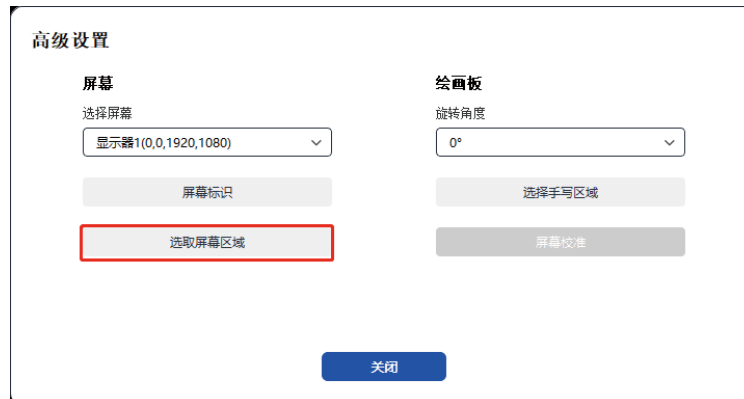 高级设置
屏幕
选择屏幕
显示器1(0,0,1920,1080)
屏幕标识
选取屏幕区域
绘画板
旋转角度
0°
选择手写区域
屏幕校准
关闭